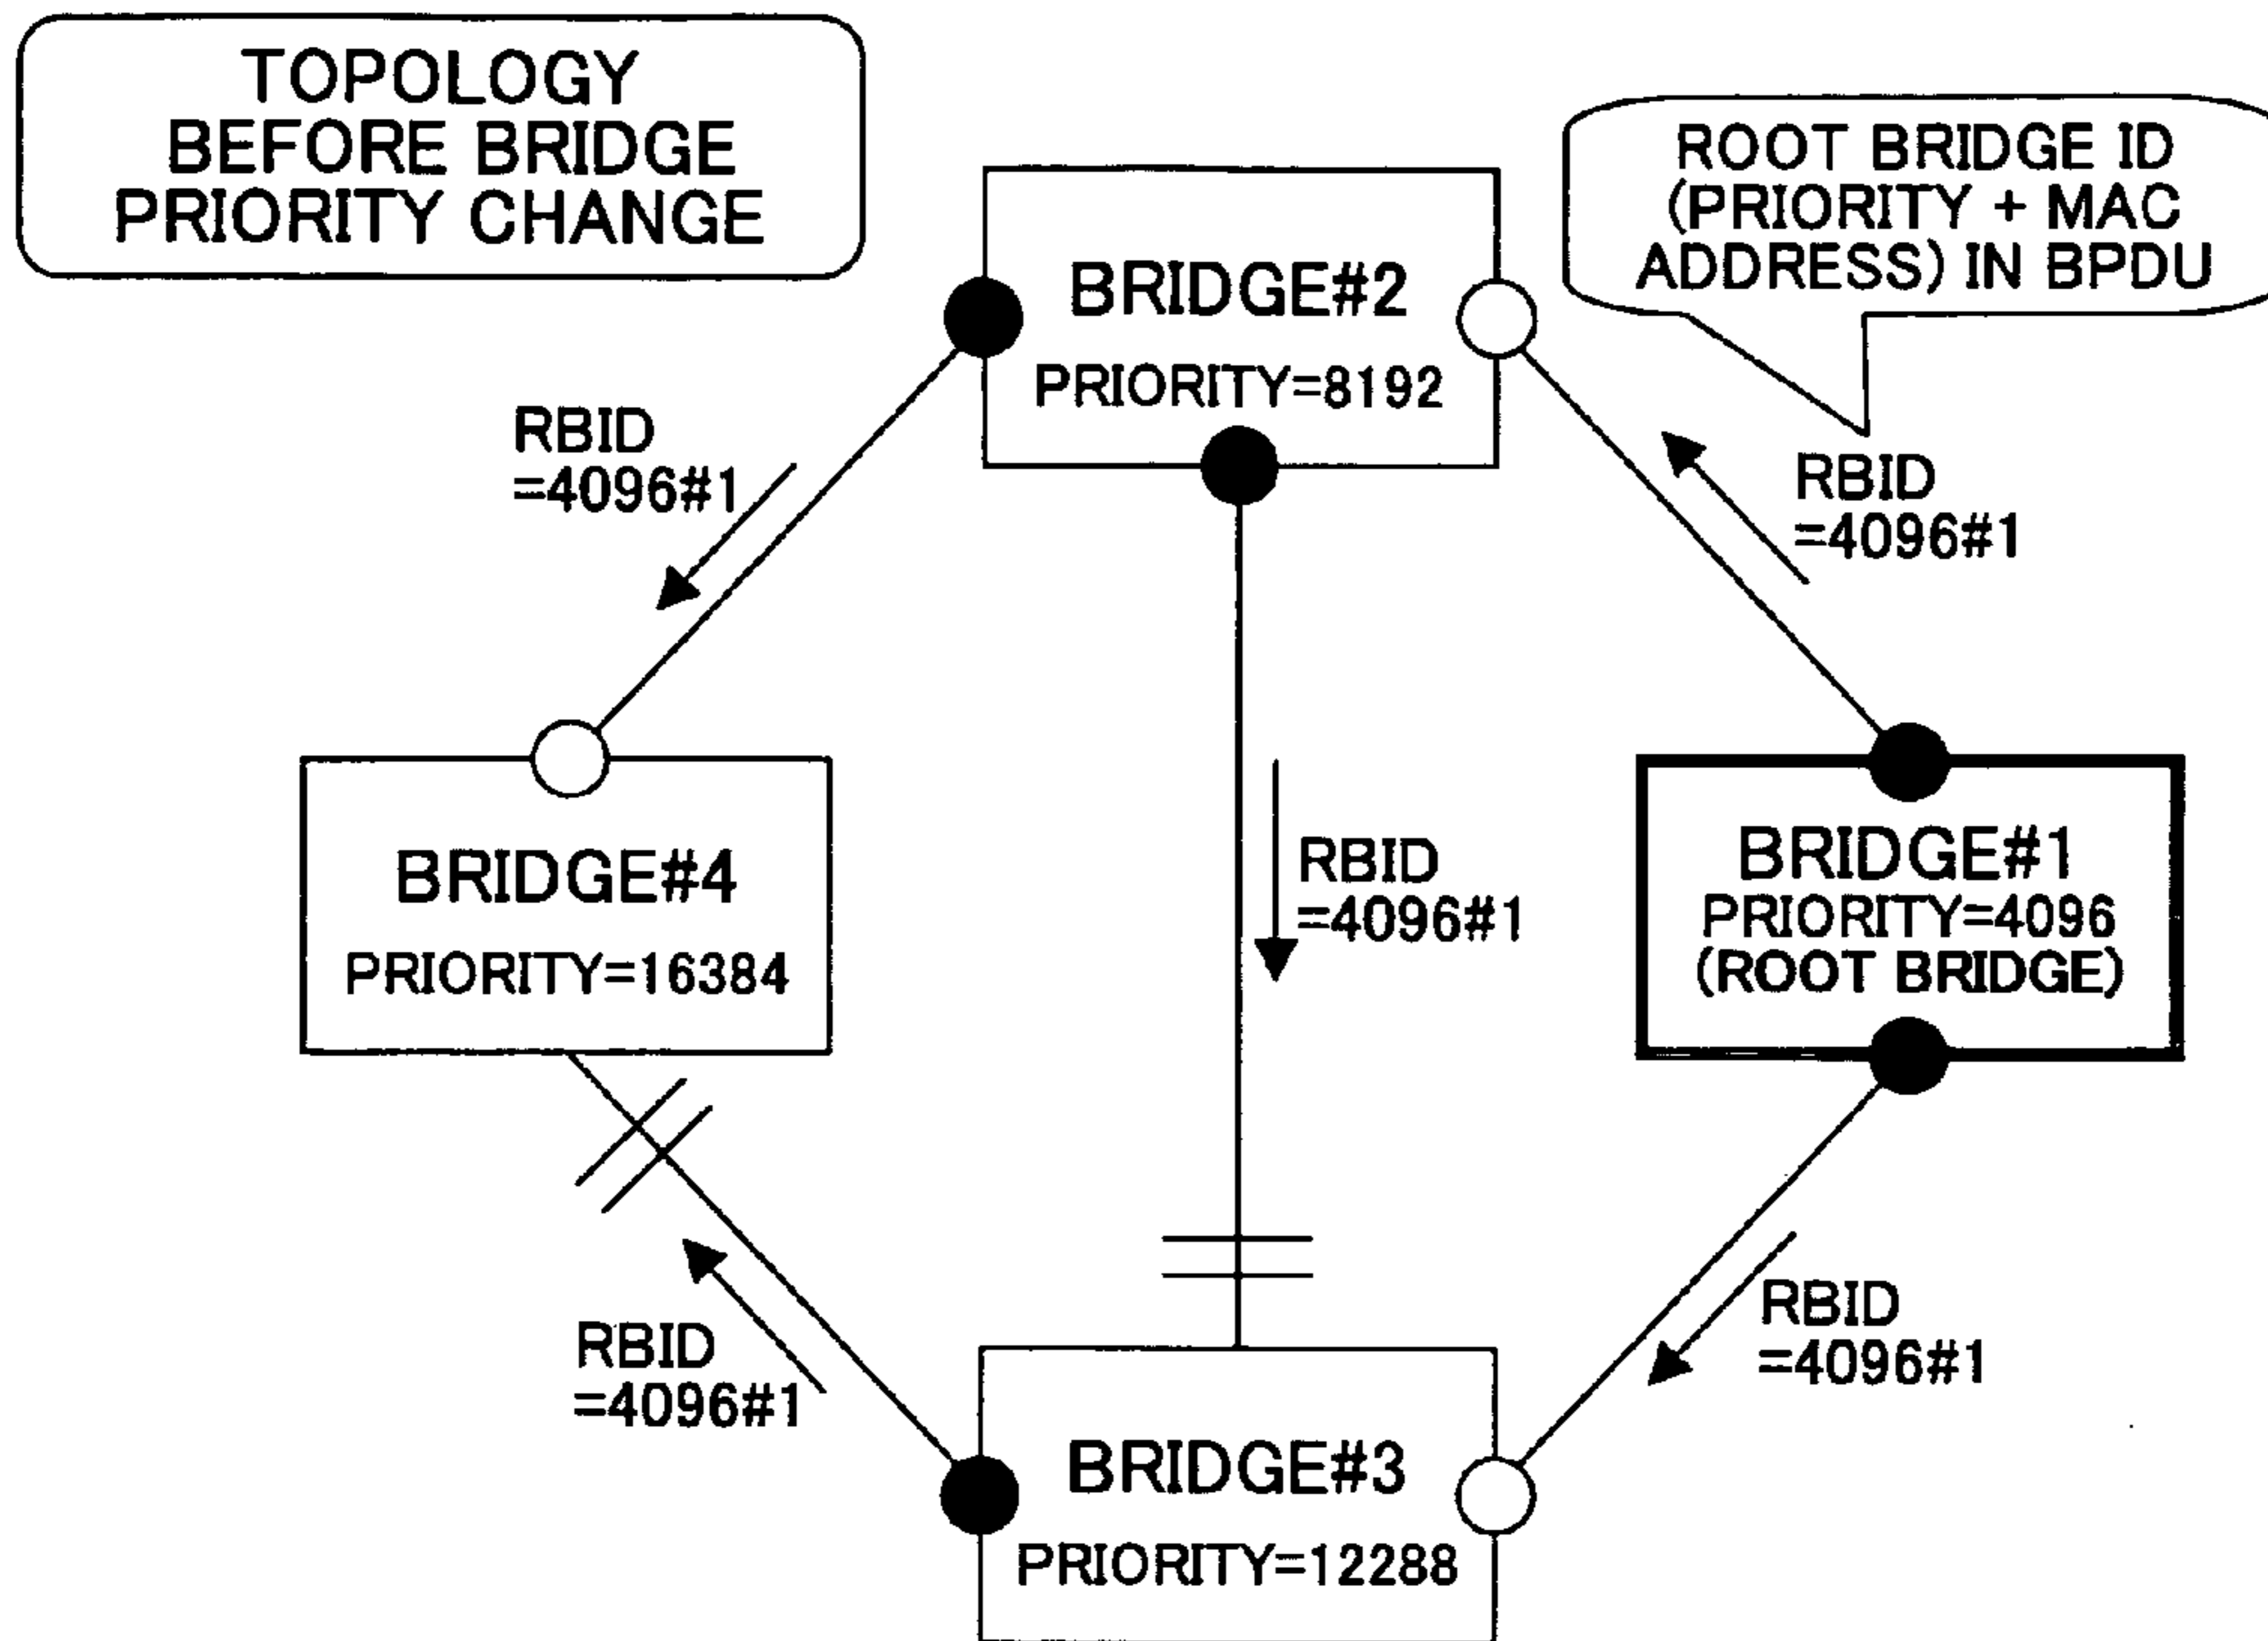 TOPOLOGY
BEFORE BRIDGE
PRIORITY CHANGE
ROOT BRIDGE ID
(PRIORITY + MAC
ADDRESS) IN BPDU
BRIDGE#2
PRIORITY=8192
RBID
=4096#1
RBID
=4096#1
BRIDGE#4
PRIORITY=16384
RBID
=4096#1
BRIDGE#1
PRIORITY=4096
(ROOT BRIDGE)
RBID
=4096#1
RBID
=4096#1
BRIDGE#3
PRIORITY=12288